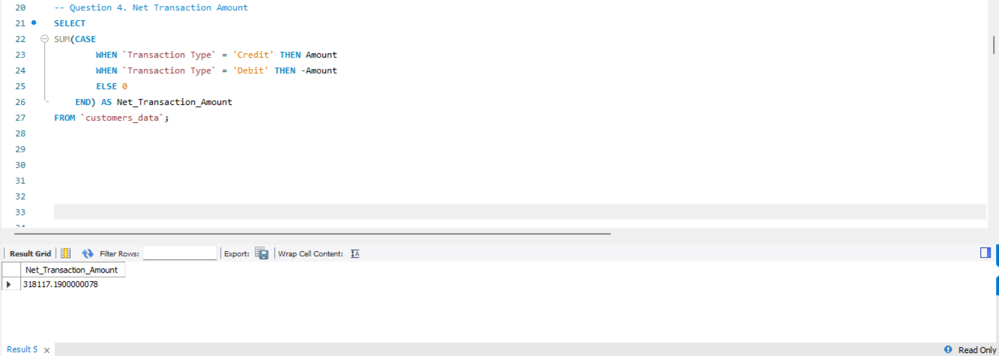 20 -- Question 4. Net Transaction Amount
21 SELECT
22 SUM(CASE
23 WHEN `Transaction Type` = 'Credit' THEN Amount
24 WHEN `Transaction Type` = 'Debit' THEN -Amount
25 ELSE 0
26 END) AS Net_Transaction_Amount
27 FROM `customers_data`;
28
29
30
31
32
33
34
Result Grid Filter Rows: Export: Wrap Cell Content: IA
Net_Transaction_Amount
318117.1900000078
Result 5 × Read Only